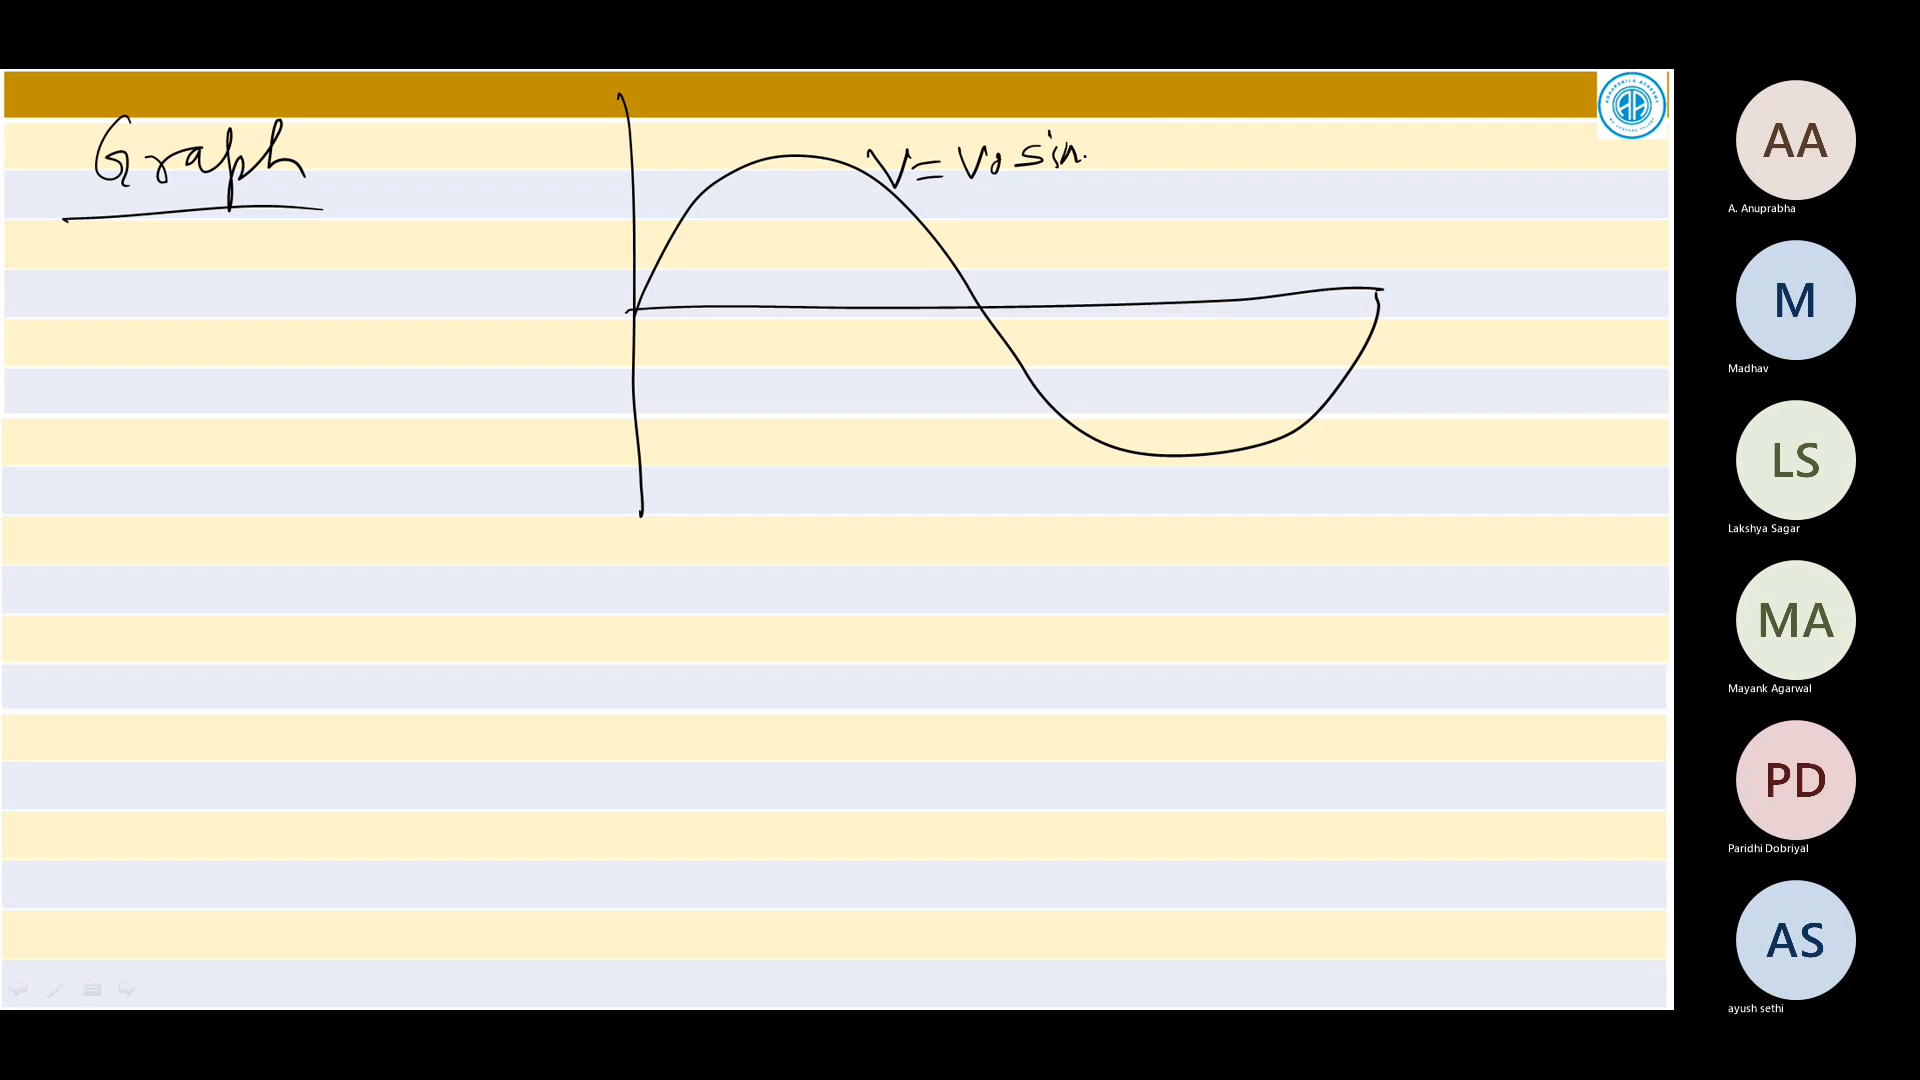 Graph
V = V₀ sin.
AA
A. Anuprabha
M
Madhav
LS
Lakshya Sagar
MA
Mayank Agarwal
PD
Paridhi Dobriyal
AS
ayush sethi